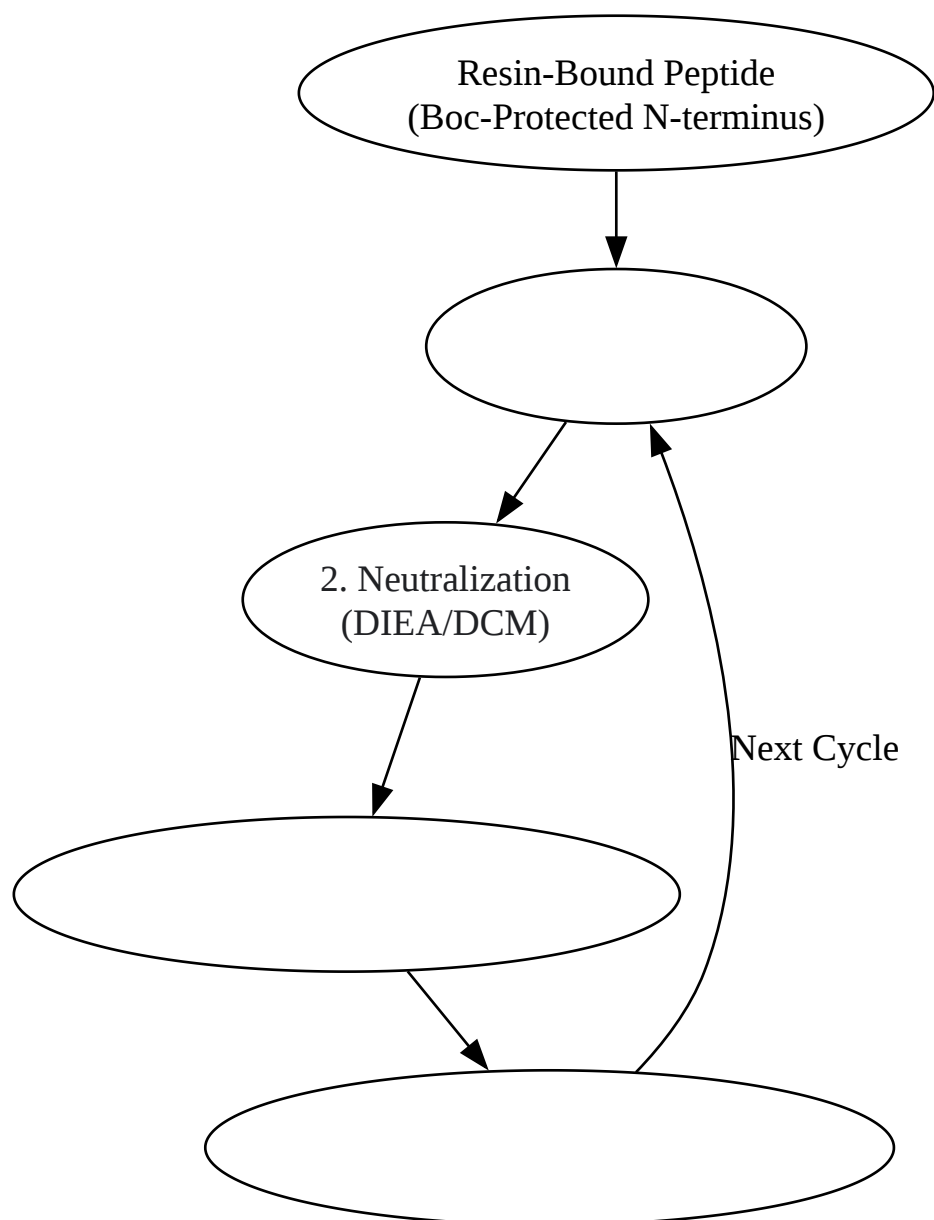 Resin-Bound Peptide
(Boc-Protected N-terminus)
2. Neutralization
(DIEA/DCM)
Next Cycle